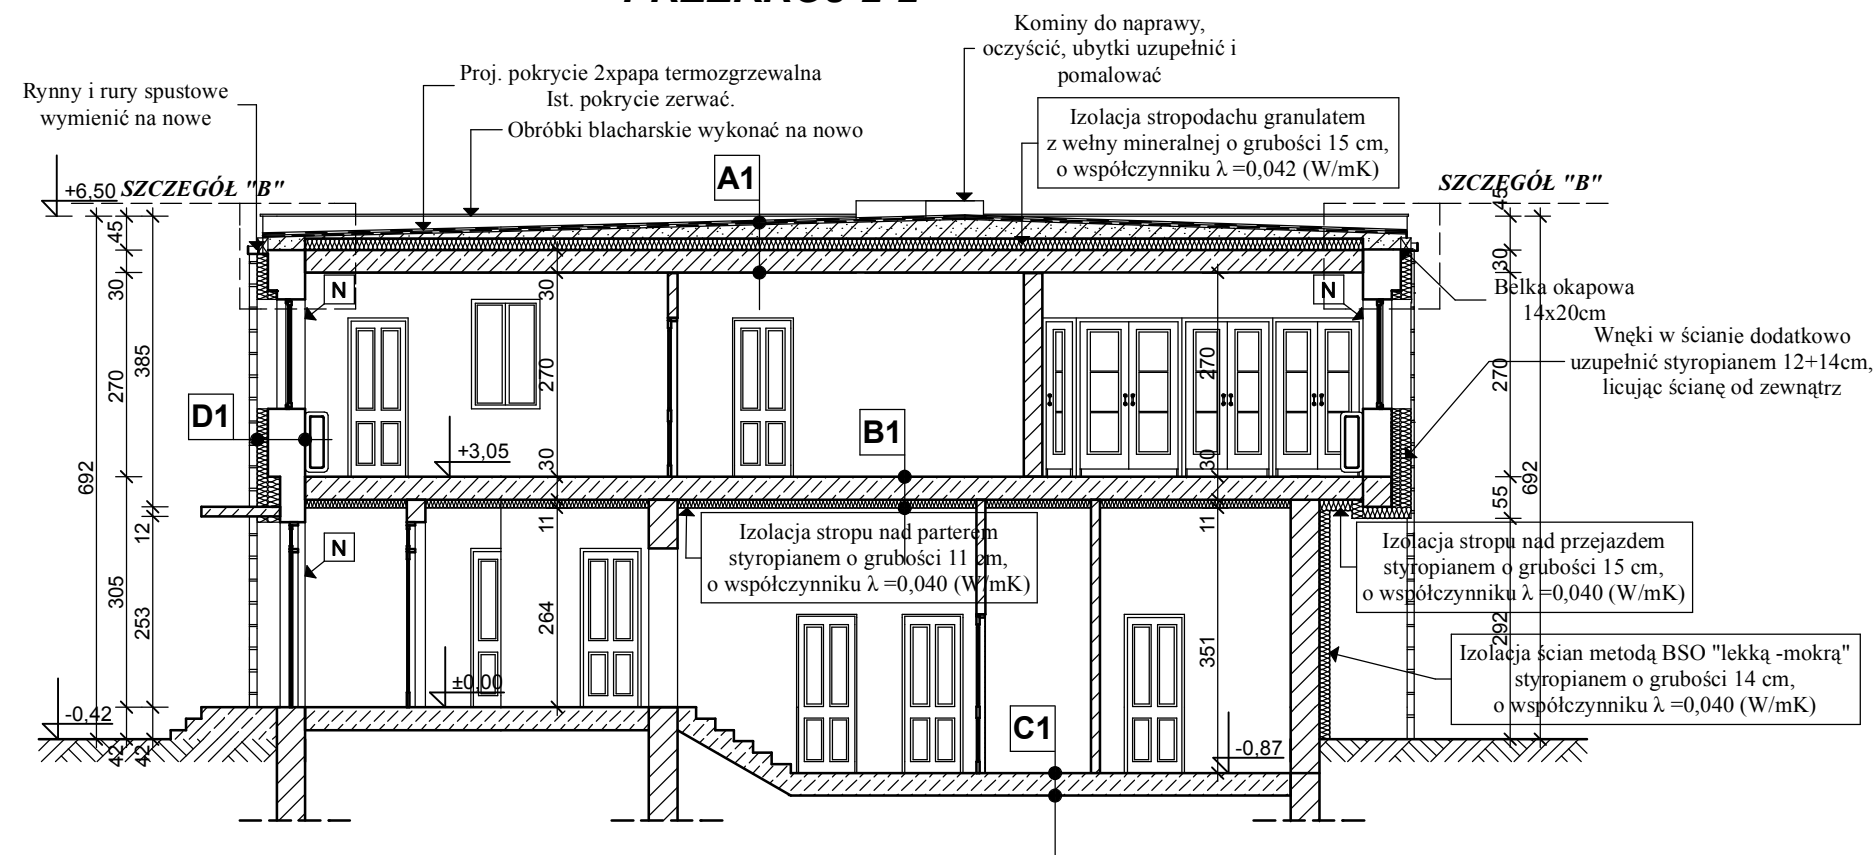 Kominy do naprawy,
oczyścić, ubytki uzupełnić i
pomalować
Rynny i rury spustowe
wymienić na nowe
Proj. pokrycie 2xpapa termozgrzewalna
Ist. pokrycie zerwać.
Obróbki blacharskie wykonać na nowo
Izolacja stropodachu granulatem
z wełny mineralnej o grubości 15 cm,
o współczynniku λ =0,042 (W/mK)
A1
+6,50
SZCZEGÓŁ "B"
SZCZEGÓŁ "B"
45
45
30
30
30
N
N
Belka okapowa
14x20cm
Wnęki w ścianie dodatkowo
uzupełnić styropianem 12+14cm,
licując ścianę od zewnątrz
385
270
270
270
270
D1
B1
+3,05
30
30
692
692
55
12
11
11
N
Izolacja stropu nad parterem
styropianem o grubości 11 cm,
o współczynniku λ =0,040 (W/mK)
Izolacja stropu nad przejazdem
styropianem o grubości 15 cm,
o współczynniku λ =0,040 (W/mK)
305
253
264
351
292
Izolacja ścian metodą BSO "lekką -mokrą"
styropianem o grubości 14 cm,
o współczynniku λ =0,040 (W/mK)
±0,00
-0,42
C1
-0,87
42
42